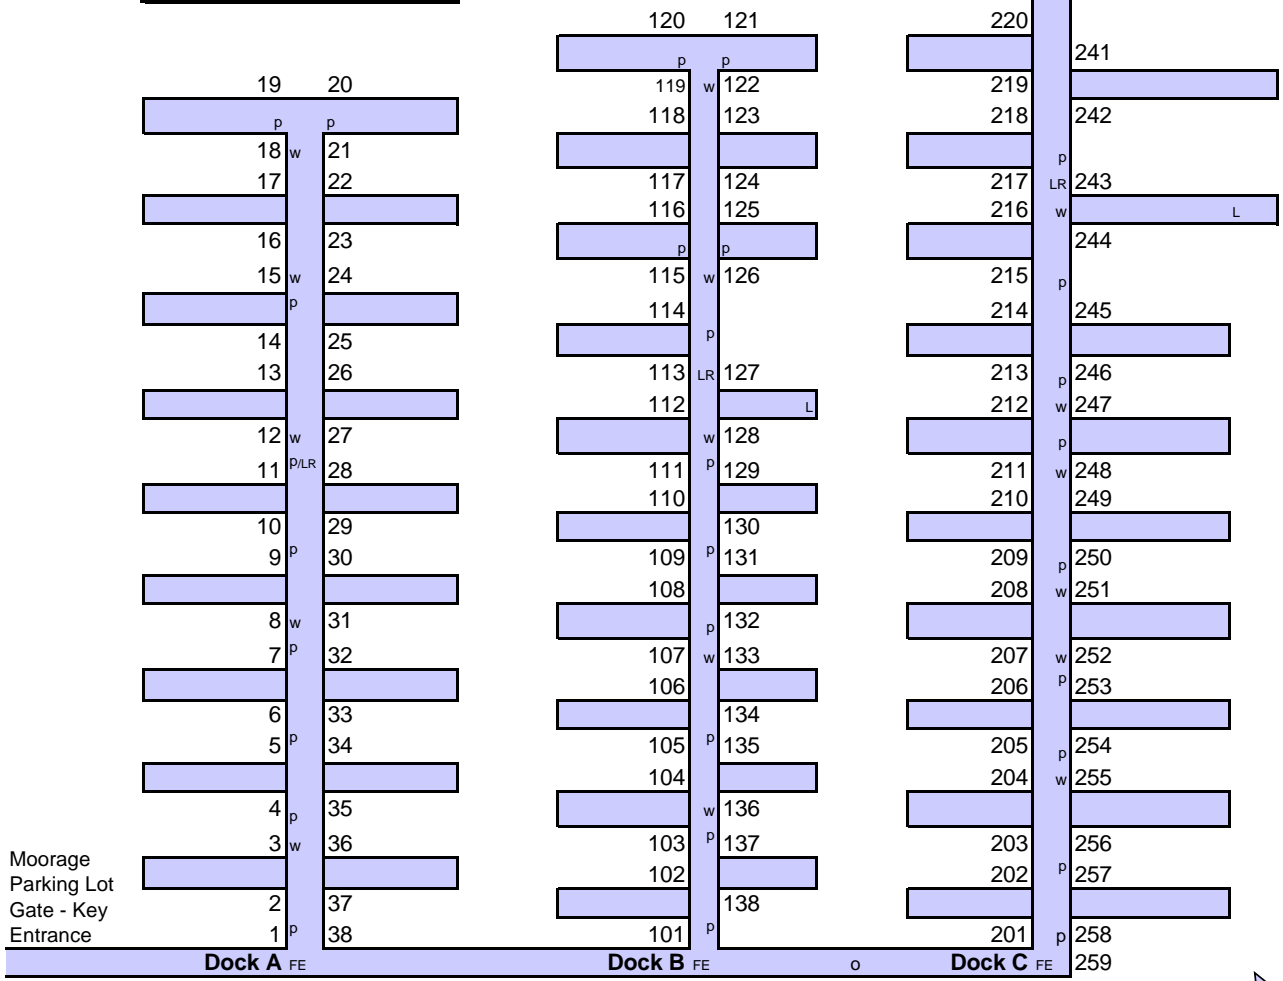 120 121 220
p p 241
119 w 122 219
19 20 118 123 218 242
p p p
18 w 21
17 22 117 124 217 LR 243
116 125 216 w L
16 23 p p 244
15 w 24 115 w 126 215 p
p 114 214 245
14 25 p
13 26 113 LR 127 213 p 246
112 L 212 w 247
12 w 27 w 128 p
p/LR p
11 28 111 129 211 w 248
110 210 249
10 29 130
p p
9 30 109 131 209 p 250
108 208 w 251
8 w 31 p 132
p
7 32 107 w 133 207 w 252
106 206 p 253
6 33 134
p p
5 34 105 135 205 p 254
104 204 w 255
4 p 35 w 136
p
3 w 36 103 137 203 256
Moorage
Parking Lot 102 202 p 257
Gate - Key 2 37 138
Entrance 1 p 38 101 p 201 p 258
Dock A FE Dock B FE o Dock C FE 259